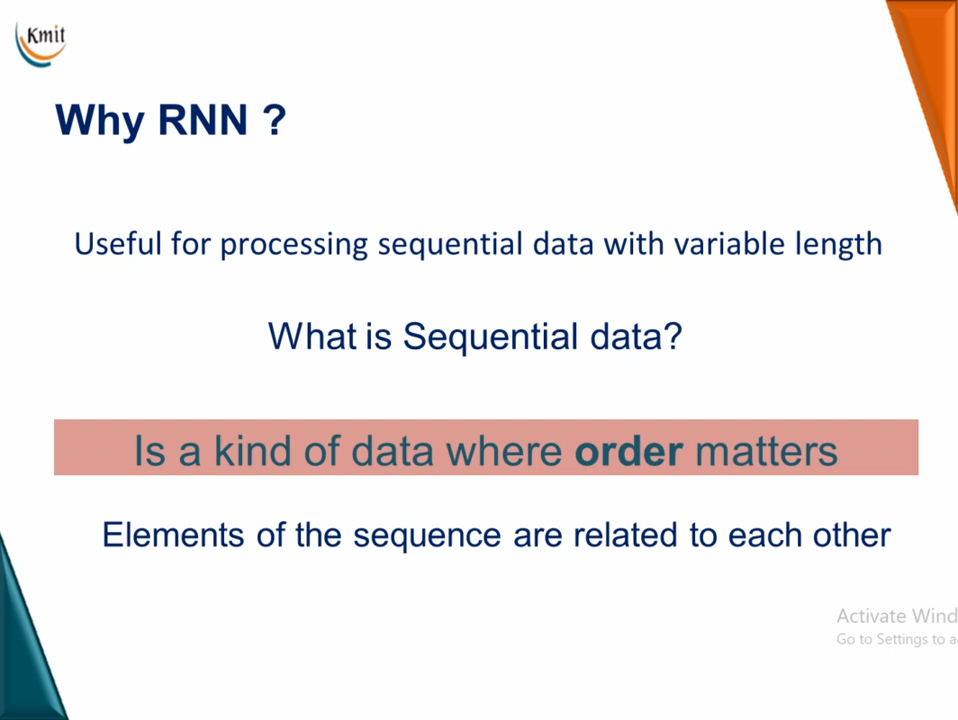 Kmit
Why RNN ?
Useful for processing sequential data with variable length
What is Sequential data?
Is a kind of data where order matters
Elements of the sequence are related to each other
Activate Wind
Go to Settings to a